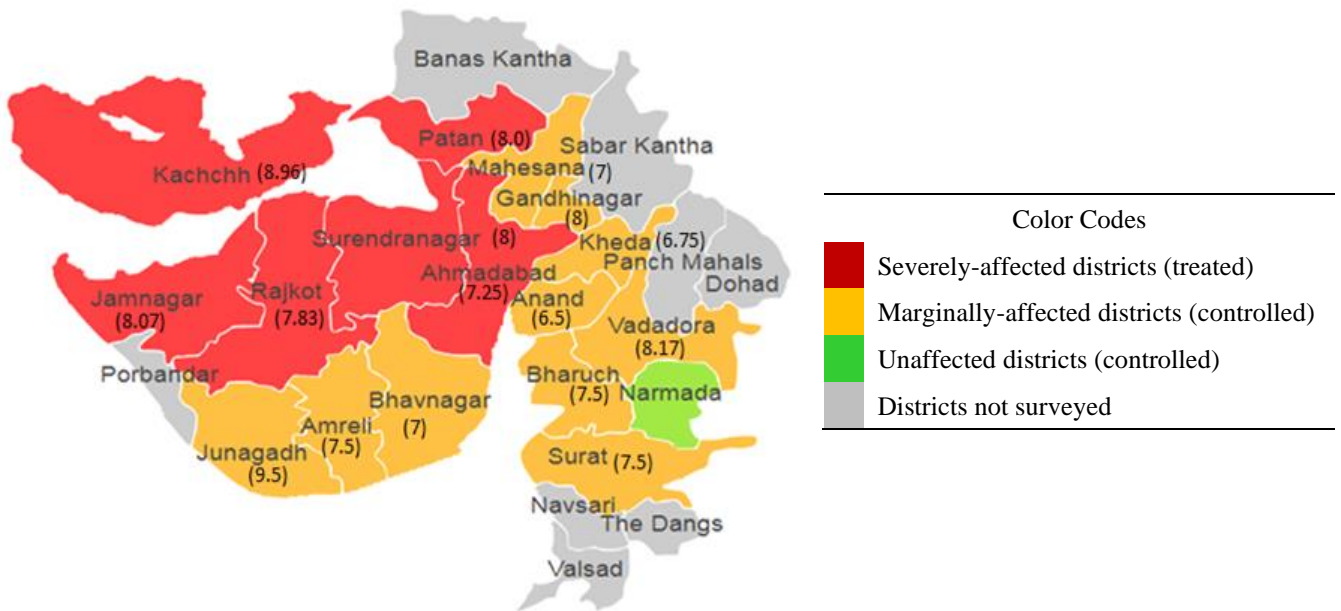 Banas Kantha
Patan (8.0)
Sabar Kantha
Kachchh (8.96)
Mahesana (7)
Gandhinagar
(8)
Surendranagar (8)
Kheda (6.75)
Panch Mahals
Dohad
Ahmadabad
(7.25)
Anand
(6.5)
Jamnagar
(8.07)
Rajkot
(7.83)
Vadadora
(8.17)
Porbandar
Bharuch
(7.5)
Narmada
Bhavnagar
(7)
Amreli
(7.5)
Junagadh
(9.5)
Surat (7.5)
Navsari
The Dangs
Valsad
Color Codes
Severely-affected districts (treated)
Marginally-affected districts (controlled)
Unaffected districts (controlled)
Districts not surveyed